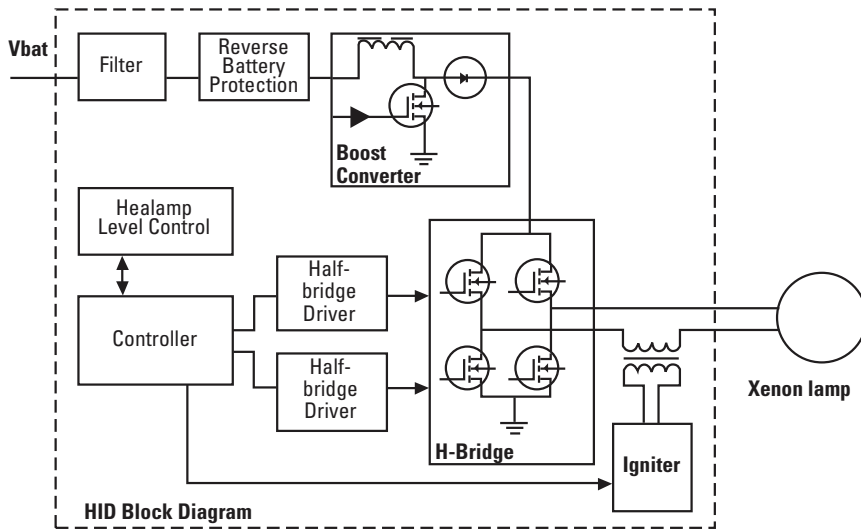 Vbat
Filter
Reverse
Battery
Protection
Boost
Converter
Healamp
Level Control
Half-
bridge
Driver
Controller
Half-
bridge
Driver
H-Bridge
Igniter
Xenon lamp
HID Block Diagram